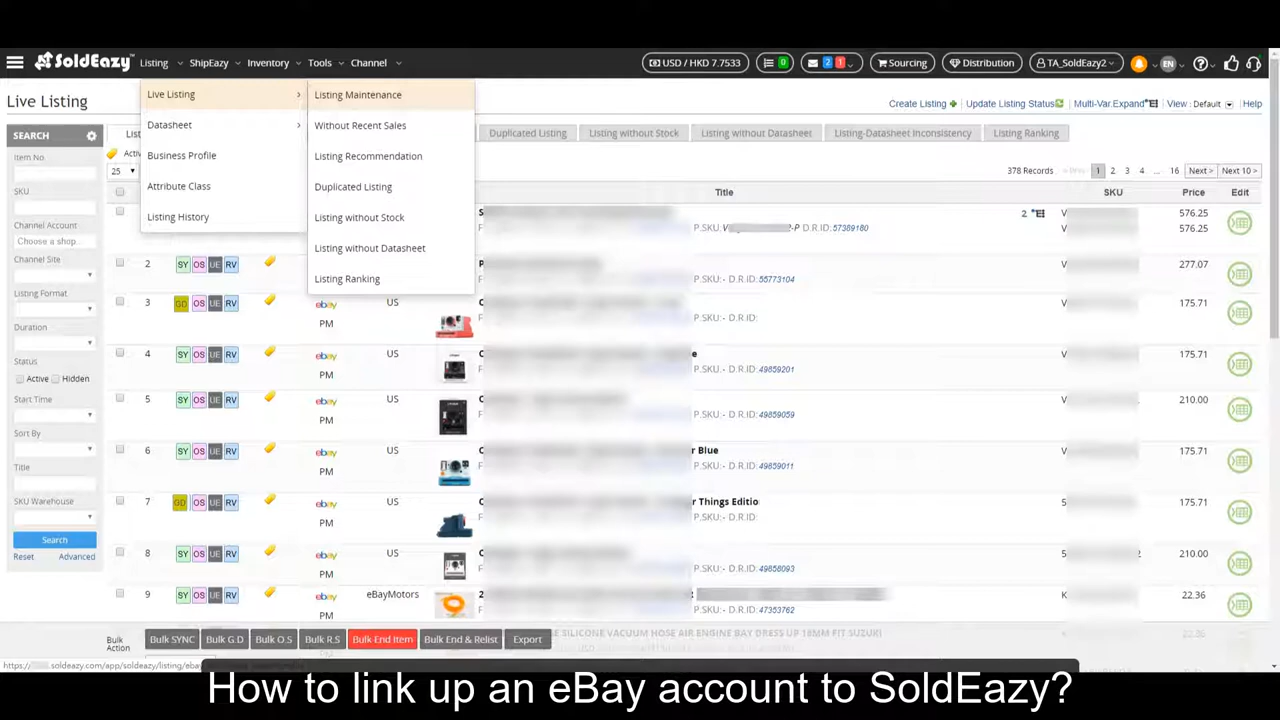 SoldEazy™ Listing ShipEazy Inventory Tools Channel USD / HKD 7.7533 0 2 1 Sourcing Distribution TA_SoldEazy2 EN
Live Listing
Create Listing Update Listing Status Multi-Var.Expand View : Default Help
Live Listing
Datasheet
Business Profile
Attribute Class
Listing History
Listing Maintenance
Without Recent Sales
Listing Recommendation
Duplicated Listing
Listing without Stock
Listing without Datasheet
Listing Ranking
Duplicated Listing Listing without Stock Listing without Datasheet Listing-Datasheet Inconsistency Listing Ranking
25 378 Records 1 2 3 4 ... 16 Next > Next 10 >
SEARCH
Item No.
SKU
Channel Account
Choose a shop...
Channel Site
Listing Format
Duration
Status
Active Hidden
Start Time
Sort By
Title
SKU Warehouse
Search
Reset Advanced
Title SKU Price Edit
2 576.25
P.SKU: D.R.ID:57389180 576.25
2 SY OS UE RV 277.07
P.SKU:- D.R.ID:55773104
3 GD OS UE RV ebay US 175.71
PM P.SKU:- D.R.ID:
4 SY OS UE RV ebay US 175.71
PM P.SKU:- D.R.ID:49859201
5 SY OS UE RV ebay US 210.00
PM P.SKU:- D.R.ID:49859059
6 SY OS UE RV ebay US r Blue 175.71
PM P.SKU:- D.R.ID:49859011
7 GD OS UE RV ebay US r Things Editio 175.71
PM P.SKU:- D.R.ID:
8 SY OS UE RV ebay US 210.00
PM P.SKU:- D.R.ID:49858093
9 SY OS UE RV ebay eBayMotors 22.36
PM P.SKU:- D.R.ID:47353762
Bulk Action Bulk SYNC Bulk G.D Bulk O.S Bulk R.S Bulk End Item Bulk End & Relist Export
SILICONE VACUUM HOSE AIR ENGINE BAY DRESS UP 18MM FIT SUZUKI 22.86
How to link up an eBay account to SoldEazy?